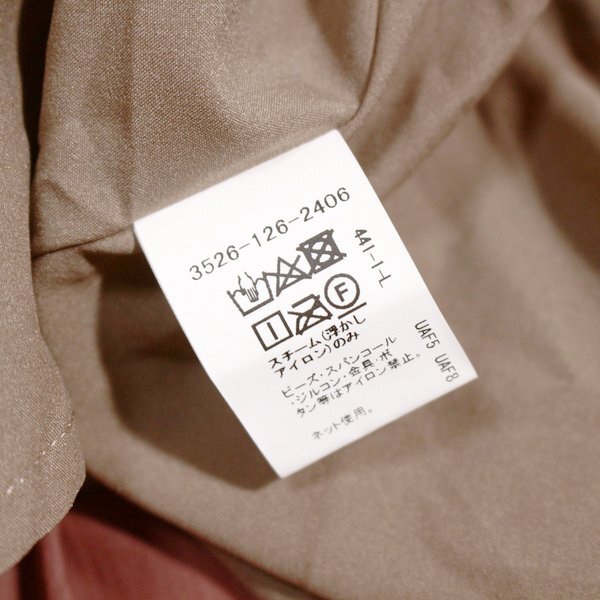 3526-126-2406
441-1-L
F
スチーム(浮かし
アイロン)のみ
ビーズ・スパンコール
・ジルコン・金具・ボ
タン等はアイロン禁止。
ネット使用。
UAF5 UAF8